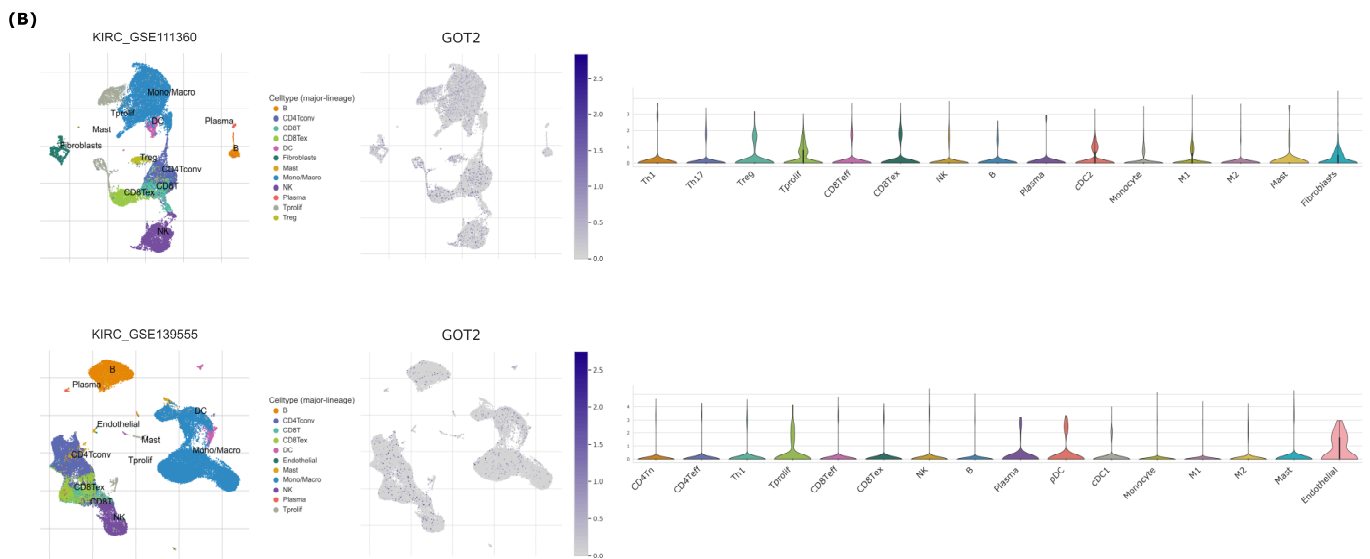 (B)
KIRC_GSE111360
GOT2
Mono/Macro
Tprolif
DC
Mast
Fibroblasts
Plasma
B
Treg
CD4Tconv
CD8T
CD8Tex
NK
Celltype (major-lineage)
B
CD4Tconv
CD8T
CD8Tex
DC
Fibroblasts
Mast
Mono/Macro
NK
Plasma
Tprolif
Treg
2.5
2.0
1.5
1.0
0.5
0.0
3
2
1
0
Th1
Th17
Treg
Tprolif
CD8Teff
CD8Tex
NK
B
Plasma
cDC2
Monocyte
M1
M2
Mast
Fibroblasts
KIRC_GSE139555
GOT2
B
Plasma
DC
Endothelial
Mast
CD4Tconv
Mono/Macro
Tprolif
CD8Tex
CD8T
NK
Celltype (major-lineage)
B
CD4Tconv
CD8T
CD8Tex
DC
Endothelial
Mast
Mono/Macro
NK
Plasma
Tprolif
2.5
2.0
1.5
1.0
0.5
0.0
4
3
2
1
0
CD4Tn
CD4Teff
Th1
Tprolif
CD8Teff
CD8Tex
NK
B
Plasma
pDC
cDC1
Monocyte
M1
M2
Mast
Endothelial